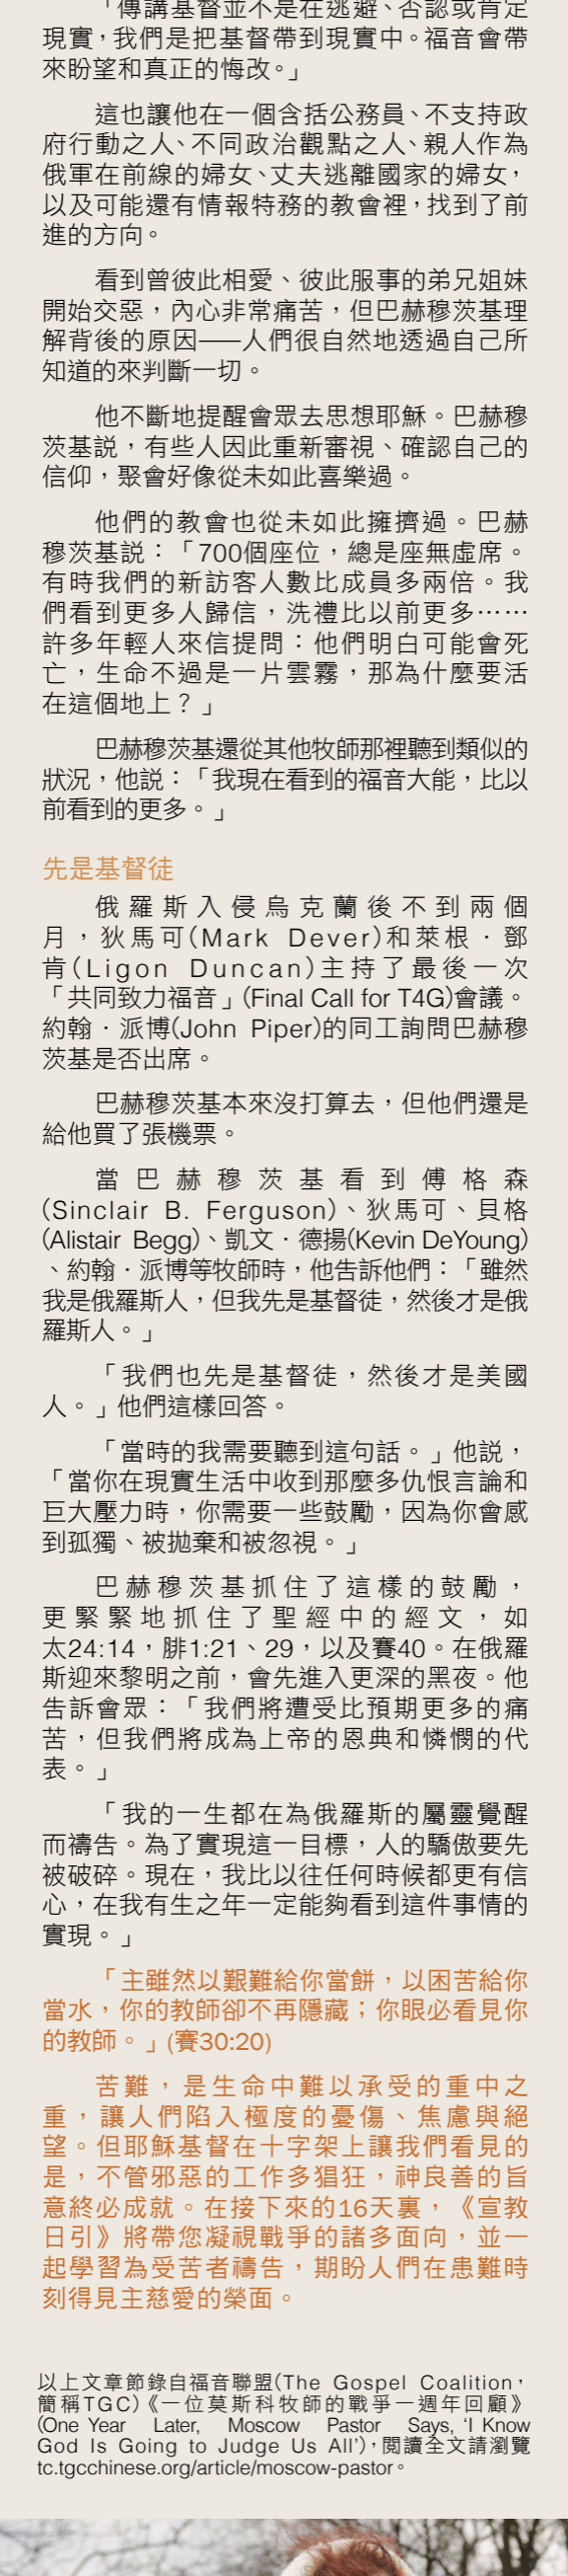 「傳講基督並不是在逃避、否認或肯定
現實，我們是把基督帶到現實中。福音會帶
來盼望和真正的悔改。」
這也讓他在一個含括公務員、不支持政
府行動之人、不同政治觀點之人、親人作為
俄軍在前線的婦女、丈夫逃離國家的婦女，
以及可能還有情報特務的教會裡，找到了前
進的方向。
看到曾彼此相愛、彼此服事的弟兄姐妹
開始交惡，內心非常痛苦，但巴赫穆茨基理
解背後的原因——人們很自然地透過自己所
知道的來判斷一切。
他不斷地提醒會眾去思想耶穌。巴赫穆
茨基説，有些人因此重新審視、確認自己的
信仰，聚會好像從未如此喜樂過。
他們的教會也從未如此擁擠過。巴赫
穆茨基説：「700個座位，總是座無虛席。
有時我們的新訪客人數比成員多兩倍。我
們看到更多人歸信，洗禮比以前更多……
許多年輕人來信提問：他們明白可能會死
亡，生命不過是一片雲霧，那為什麼要活
在這個地上？」
巴赫穆茨基還從其他牧師那裡聽到類似的
狀況，他説：「我現在看到的福音大能，比以
前看到的更多。」
先是基督徒
俄羅斯入侵烏克蘭後不到兩個
月，狄馬可(Mark Dever)和萊根．鄧
肯(Ligon Duncan)主持了最後一次
「共同致力福音」(Final Call for T4G)會議。
約翰．派博(John Piper)的同工詢問巴赫穆
茨基是否出席。
巴赫穆茨基本來沒打算去，但他們還是
給他買了張機票。
當巴赫穆茨基看到傅格森
(Sinclair B. Ferguson)、狄馬可、貝格
(Alistair Begg)、凱文．德揚(Kevin DeYoung)
、約翰．派博等牧師時，他告訴他們：「雖然
我是俄羅斯人，但我先是基督徒，然後才是俄
羅斯人。」
「我們也先是基督徒，然後才是美國
人。」他們這樣回答。
「當時的我需要聽到這句話。」他説，
「當你在現實生活中收到那麼多仇恨言論和
巨大壓力時，你需要一些鼓勵，因為你會感
到孤獨、被拋棄和被忽視。」
巴赫穆茨基抓住了這樣的鼓勵，
更緊緊地抓住了聖經中的經文，如
太24:14，腓1:21、29，以及賽40。在俄羅
斯迎來黎明之前，會先進入更深的黑夜。他
告訴會眾：「我們將遭受比預期更多的痛
苦，但我們將成為上帝的恩典和憐憫的代
表。」
「我的一生都在為俄羅斯的屬靈覺醒
而禱告。為了實現這一目標，人的驕傲要先
被破碎。現在，我比以往任何時候都更有信
心，在我有生之年一定能夠看到這件事情的
實現。」
「主雖然以艱難給你當餅，以困苦給你
當水，你的教師卻不再隱藏；你眼必看見你
的教師。」(賽30:20)
苦難，是生命中難以承受的重中之
重，讓人們陷入極度的憂傷、焦慮與絕
望。但耶穌基督在十字架上讓我們看見的
是，不管邪惡的工作多猖狂，神良善的旨
意終必成就。在接下來的16天裏，《宣教
日引》將帶您凝視戰爭的諸多面向，並一
起學習為受苦者禱告，期盼人們在患難時
刻得見主慈愛的榮面。
以上文章節錄自福音聯盟(The Gospel Coalition，
簡稱TGC)《一位莫斯科牧師的戰爭一週年回顧》
(One Year Later, Moscow Pastor Says, ‘I Know
God Is Going to Judge Us All’)，閱讀全文請瀏覽
tc.tgcchinese.org/article/moscow-pastor。